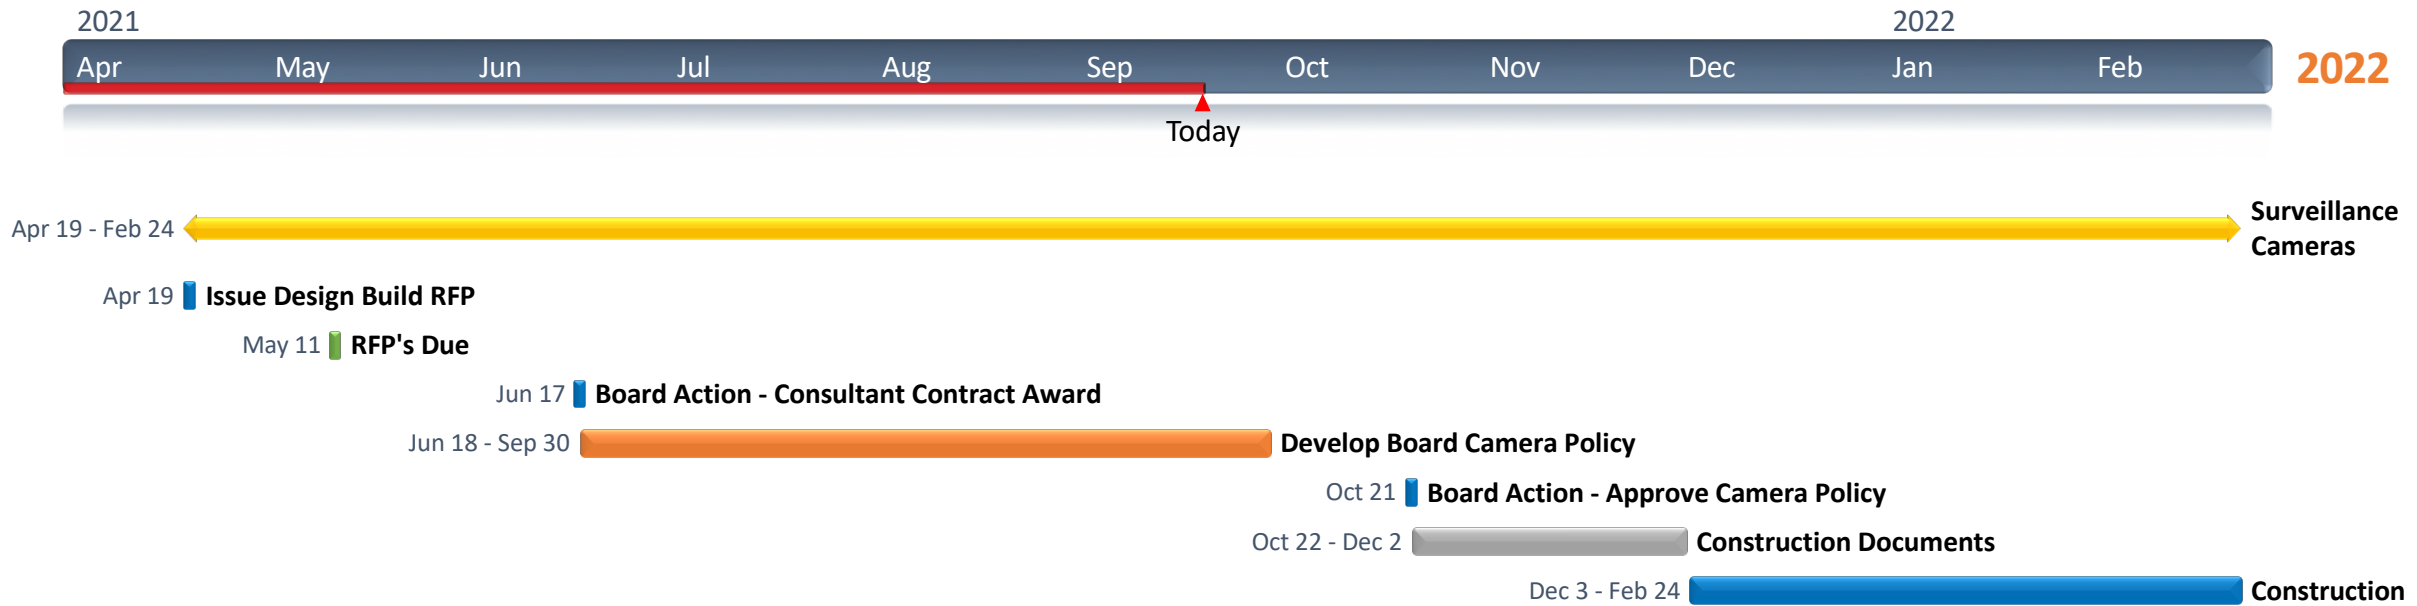 2021 2022
Apr May Jun Jul Aug Sep Oct Nov Dec Jan Feb 2022
Today
Apr 19 - Feb 24 Surveillance
Cameras
Apr 19 Issue Design Build RFP
May 11 RFP's Due
Jun 17 Board Action - Consultant Contract Award
Jun 18 - Sep 30 Develop Board Camera Policy
Oct 21 Board Action - Approve Camera Policy
Oct 22 - Dec 2 Construction Documents
Dec 3 - Feb 24 Construction